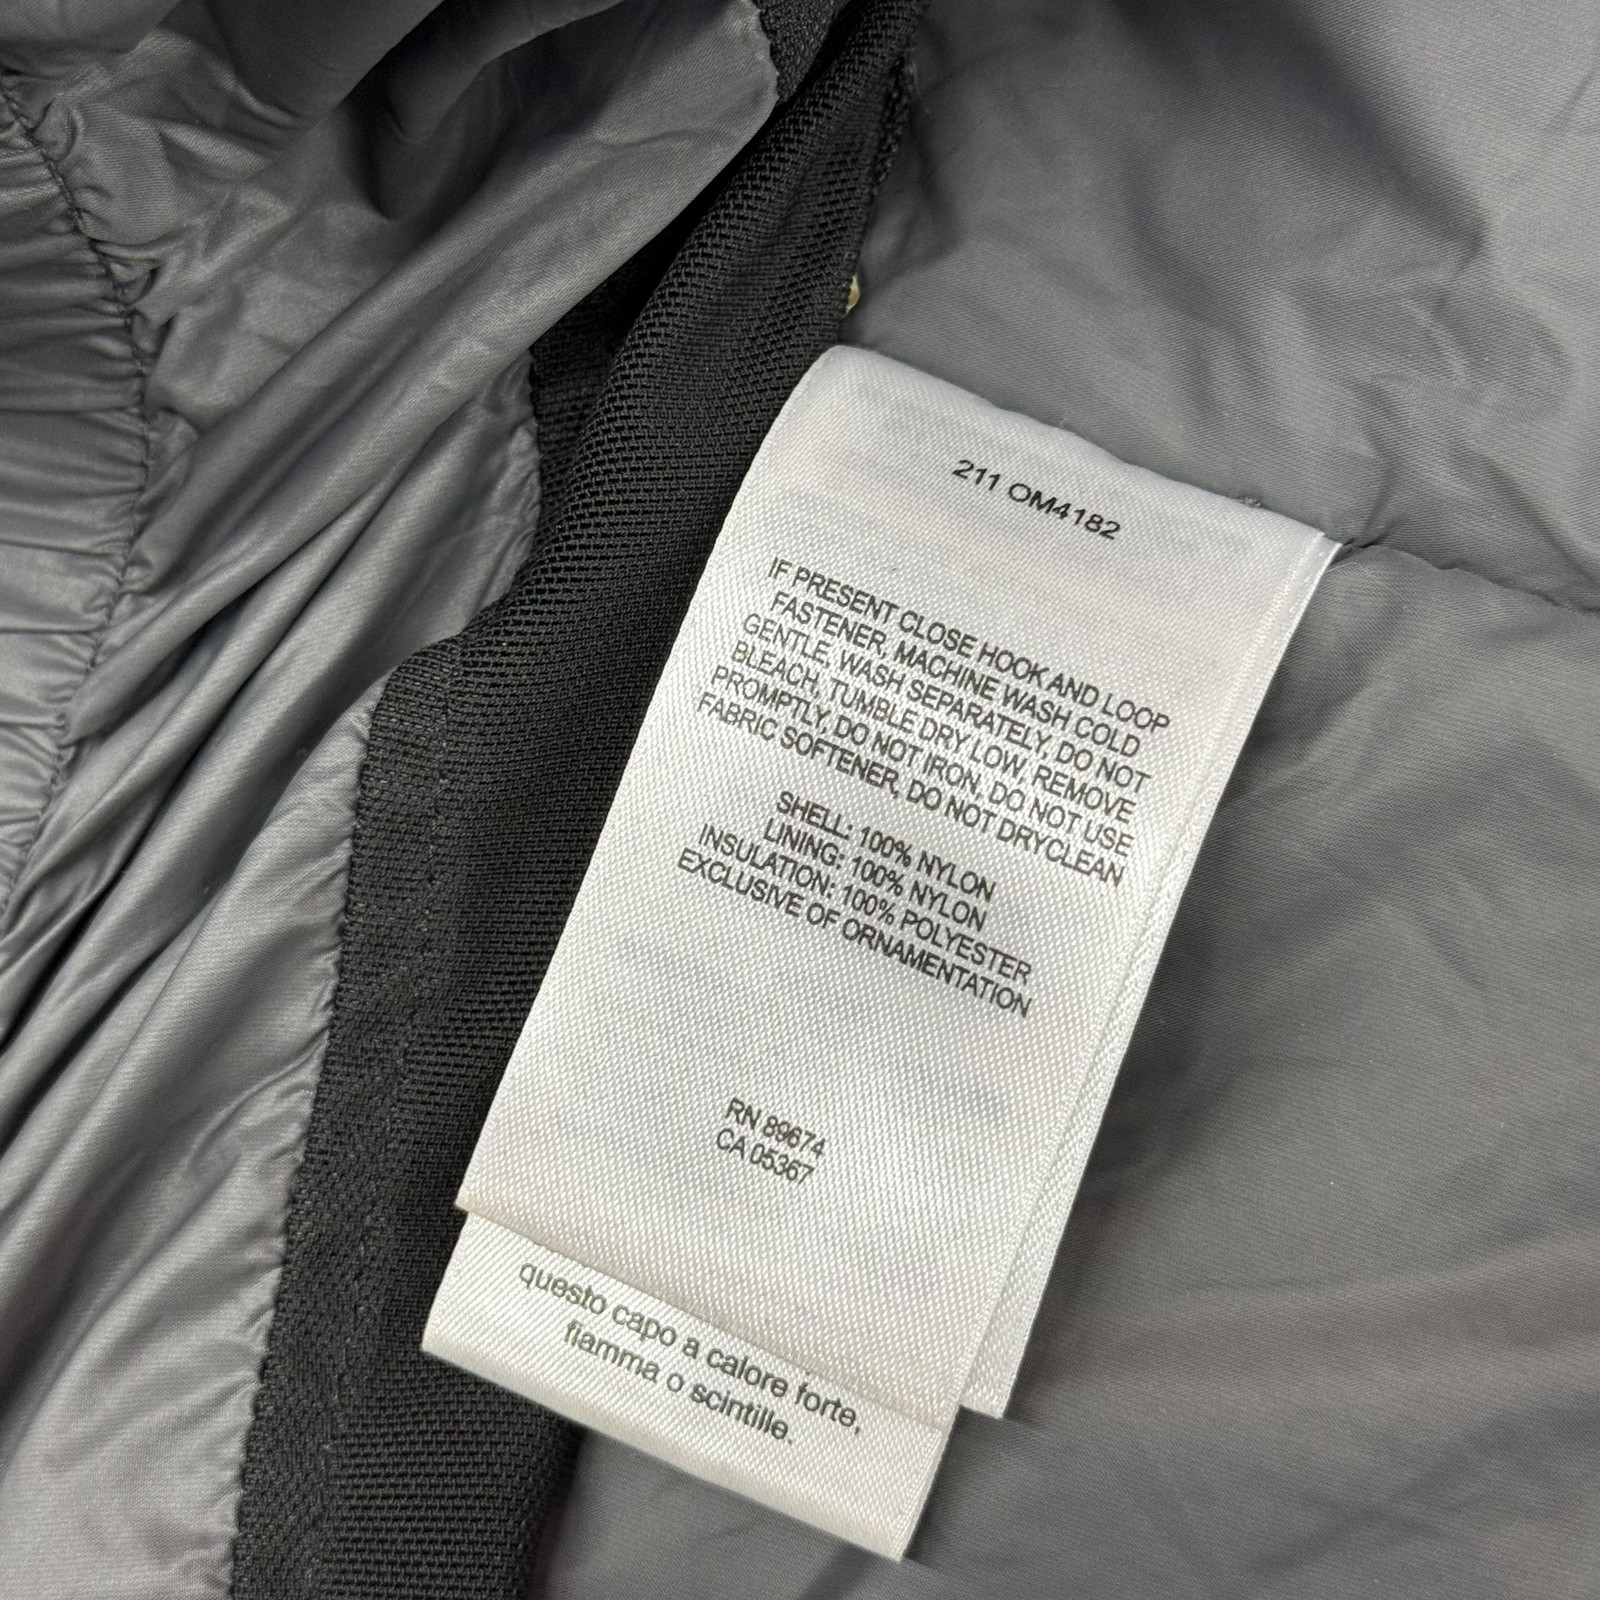 211 OM4182
IF PRESENT CLOSE HOOK AND LOOP
FASTENER, MACHINE WASH COLD
GENTLE, WASH SEPARATELY, DO NOT
BLEACH, TUMBLE DRY LOW, REMOVE
PROMPTLY, DO NOT IRON, DO NOT USE
FABRIC SOFTENER, DO NOT DRYCLEAN
SHELL: 100% NYLON
LINING: 100% NYLON
INSULATION: 100% POLYESTER
EXCLUSIVE OF ORNAMENTATION
RN 89674
CA 05367
questo capo a calore forte,
fiamma o scintille.